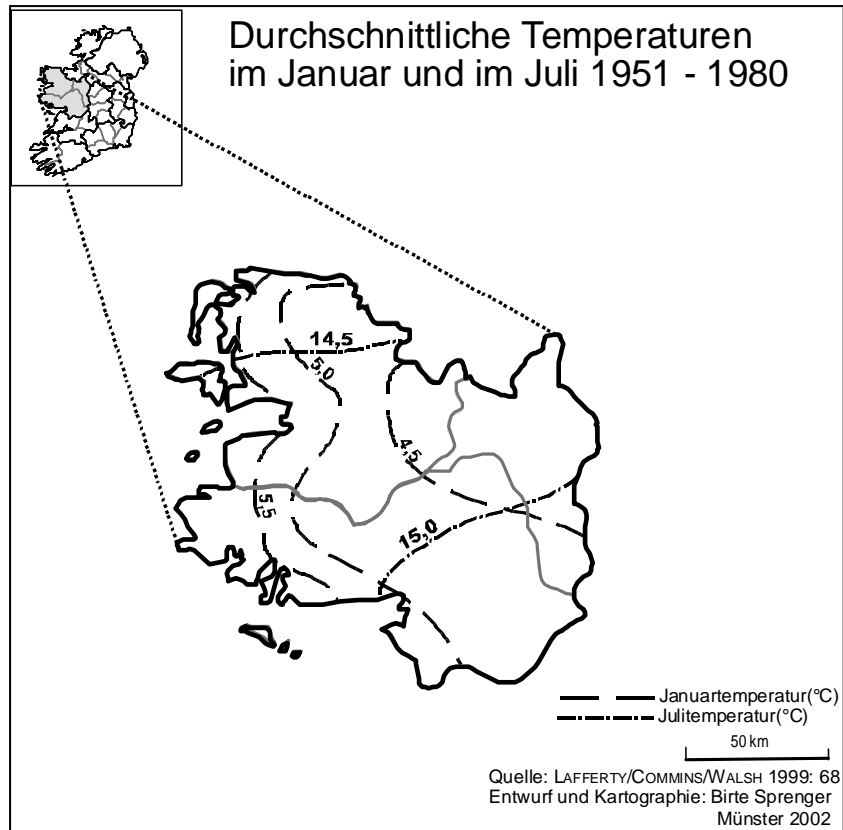 Durchschnittliche Temperaturen
im Januar und im Juli 1951 - 1980
14,5
5,0
4,5
5,5
15,0
Januartemperatur(°C)
Julitemperatur(°C)
50 km
Quelle: LAFFERTY/COMMINS/WALSH 1999: 68
Entwurf und Kartographie: Birte Sprenger
Münster 2002